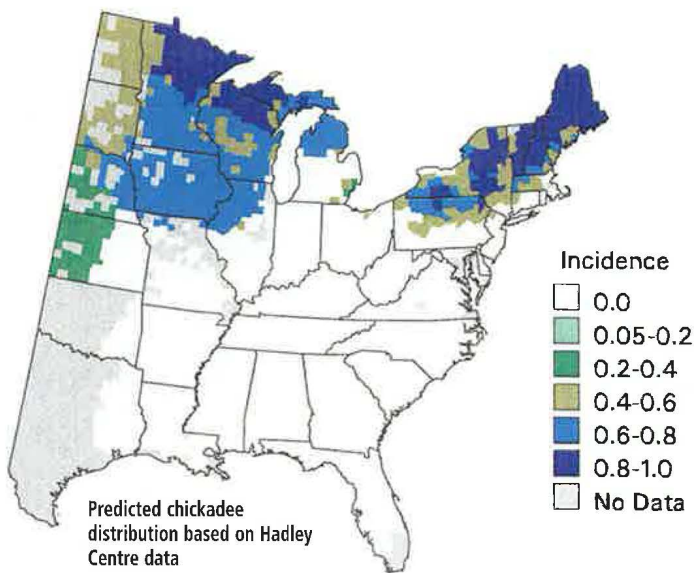 Incidence
0.0
0.05-0.2
0.2-0.4
0.4-0.6
0.6-0.8
0.8-1.0
No Data
Predicted chickadee
distribution based on Hadley
Centre data